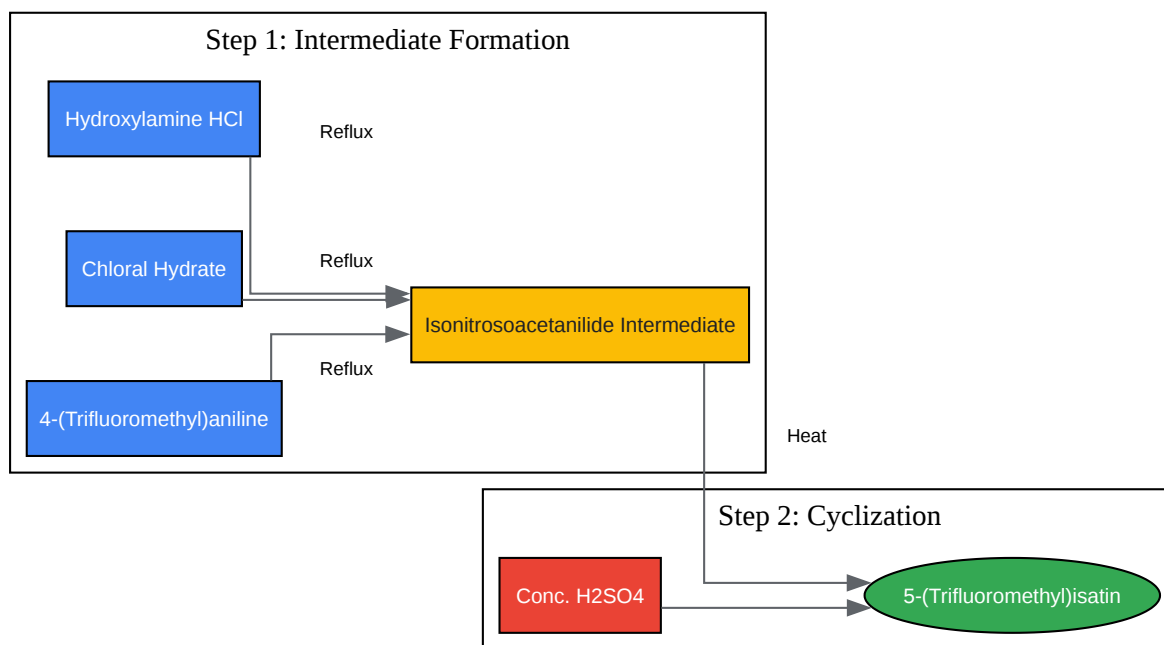 Step 1: Intermediate Formation
Hydroxylamine HCl
Reflux
Chloral Hydrate
Reflux
Isonitrosoacetanilide Intermediate
Reflux
4-(Trifluoromethyl)aniline
Heat
Step 2: Cyclization
Conc. H2SO4
5-(Trifluoromethyl)isatin